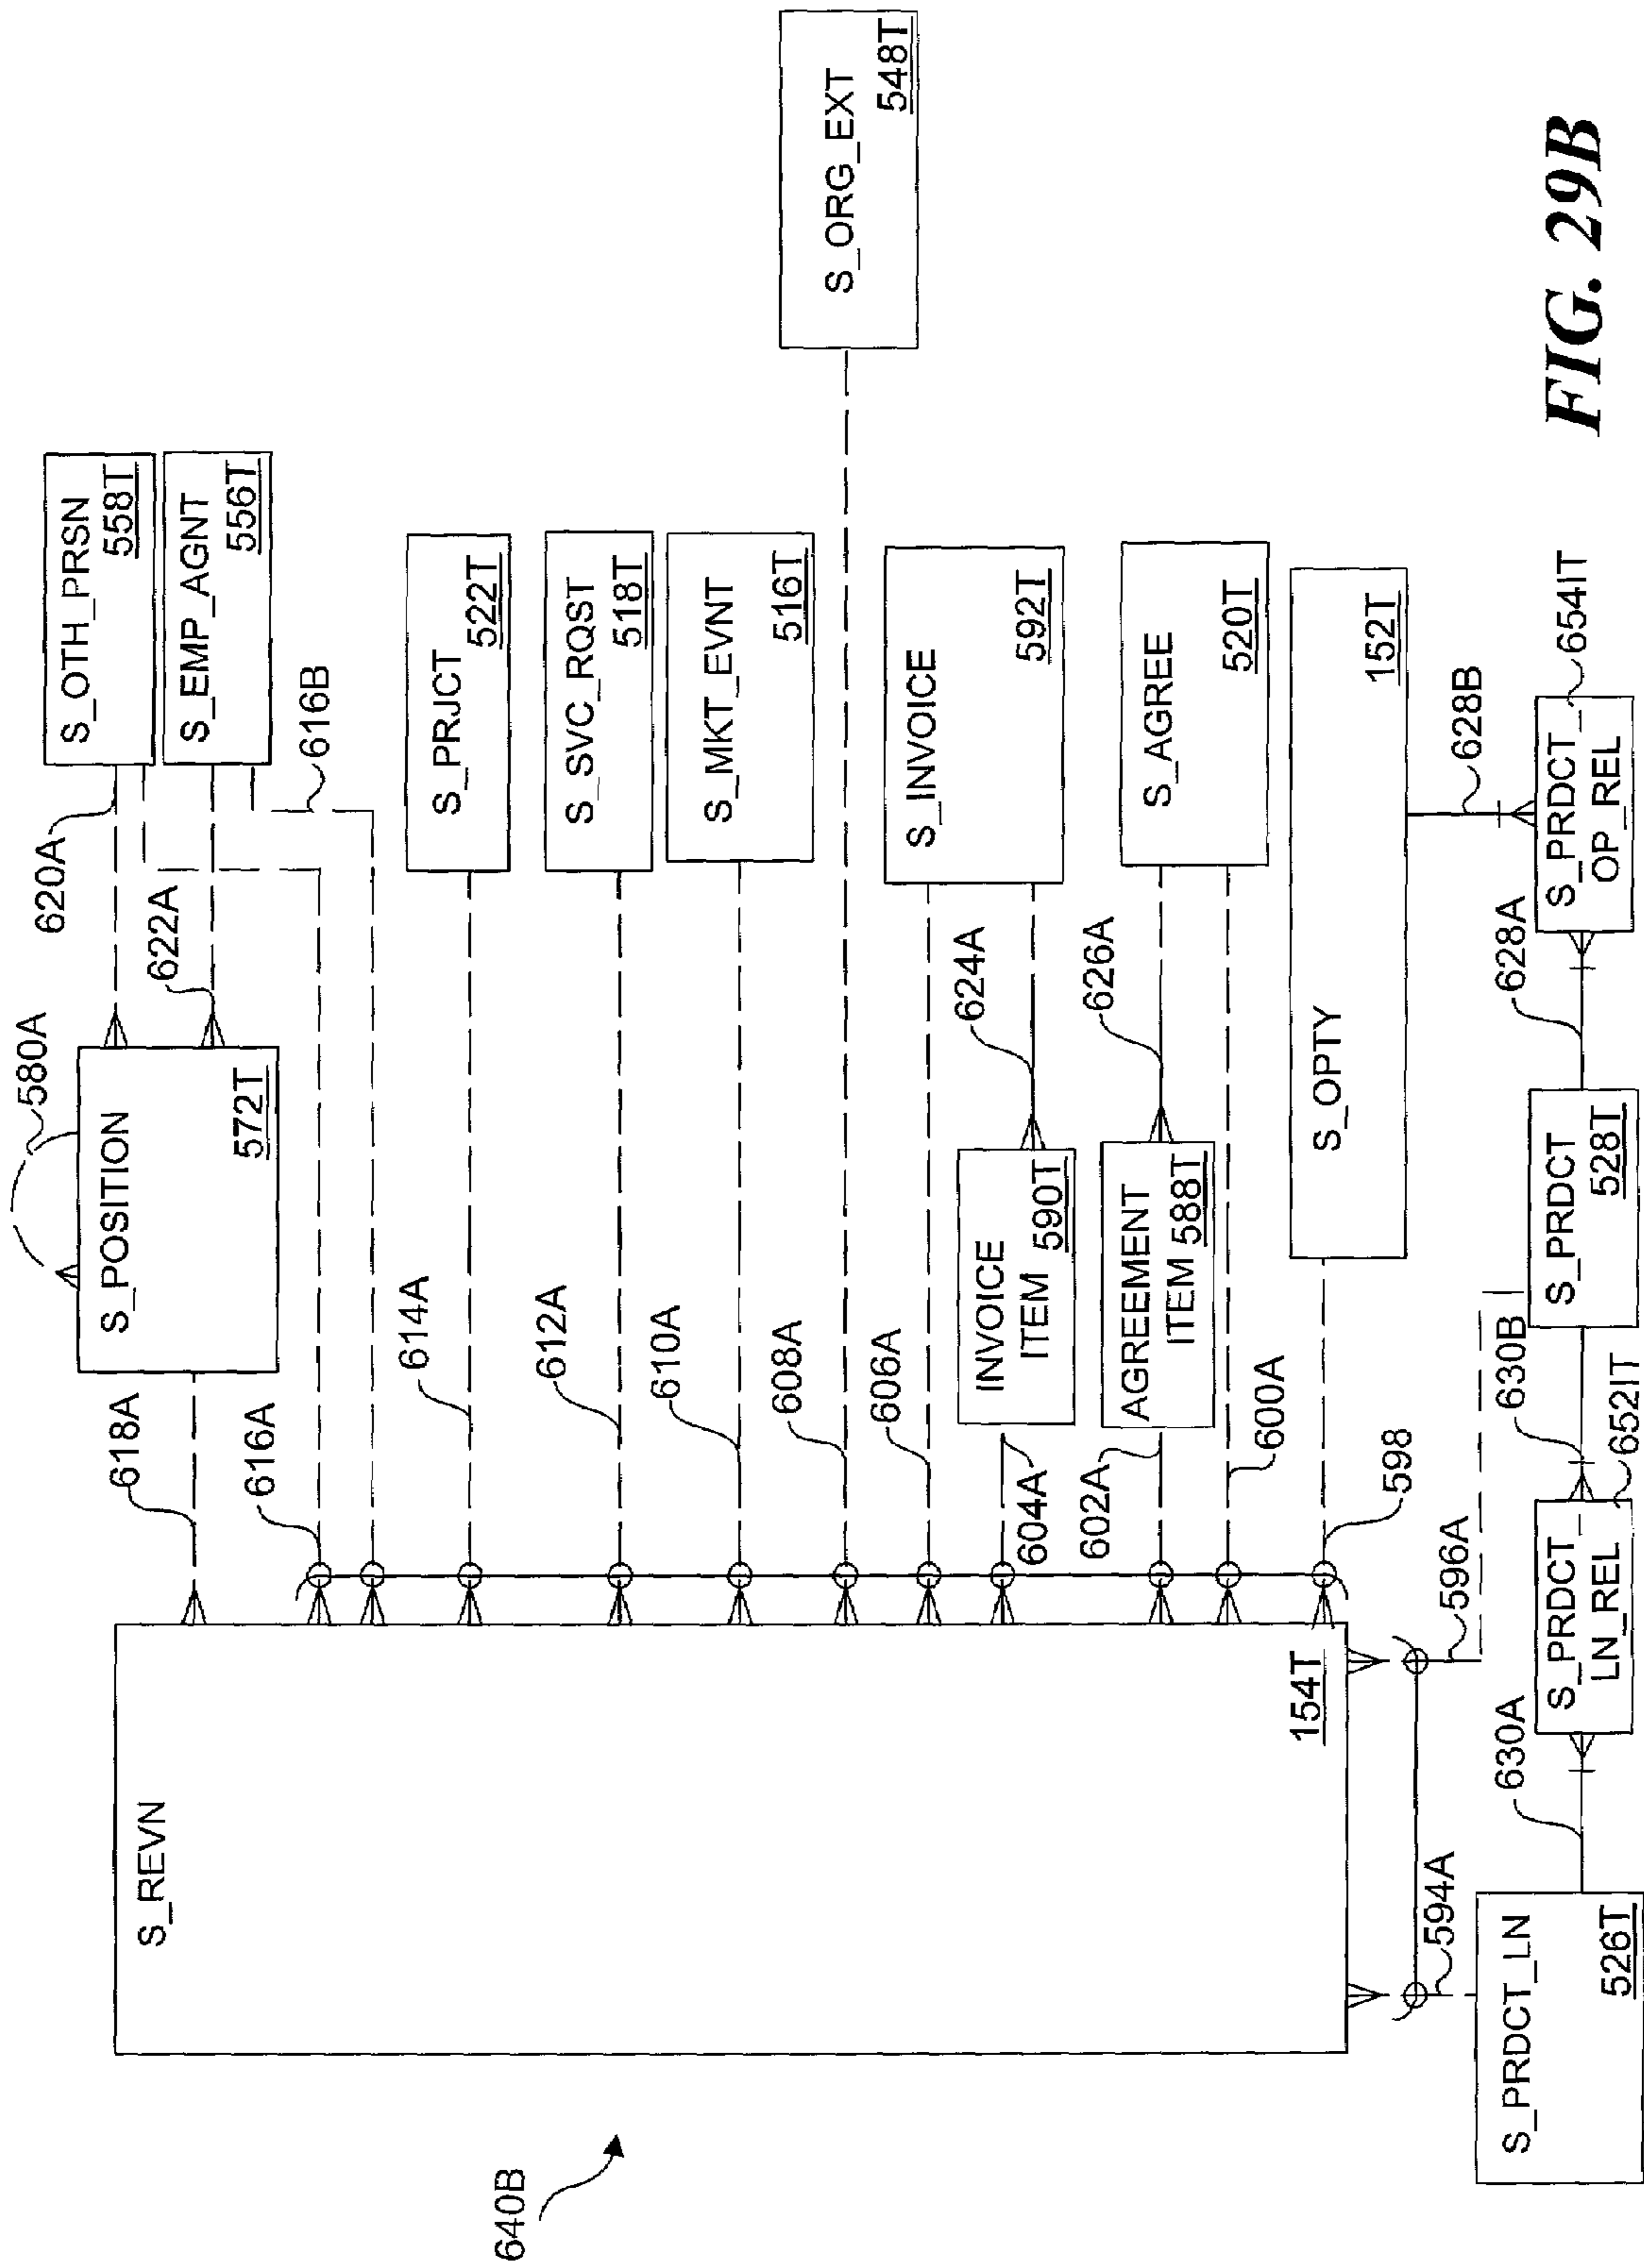 640B
S_REVN
154T
618A
616A
614A
612A
610A
608A
606A
604A
602A
600A
598
596A
594A
580A
S_POSITION
572T
620A
622A
S_OTH_PRSN
558T
S_EMP_AGNT
556T
616B
S_PRJCT
522T
S_SVC_RQST
518T
S_MKT_EVNT
516T
S_ORG_EXT
548T
S_INVOICE
592T
624A
INVOICE
ITEM 590T
S_AGREE
520T
626A
AGREEMENT
ITEM 588T
S_OPTY
152T
628B
S_PRDCT_LN
526T
630A
S_PRDCT_
LN_REL
652IT
630B
S_PRDCT
528T
628A
S_PRDCT_
OP_REL
654IT
FIG. 29B